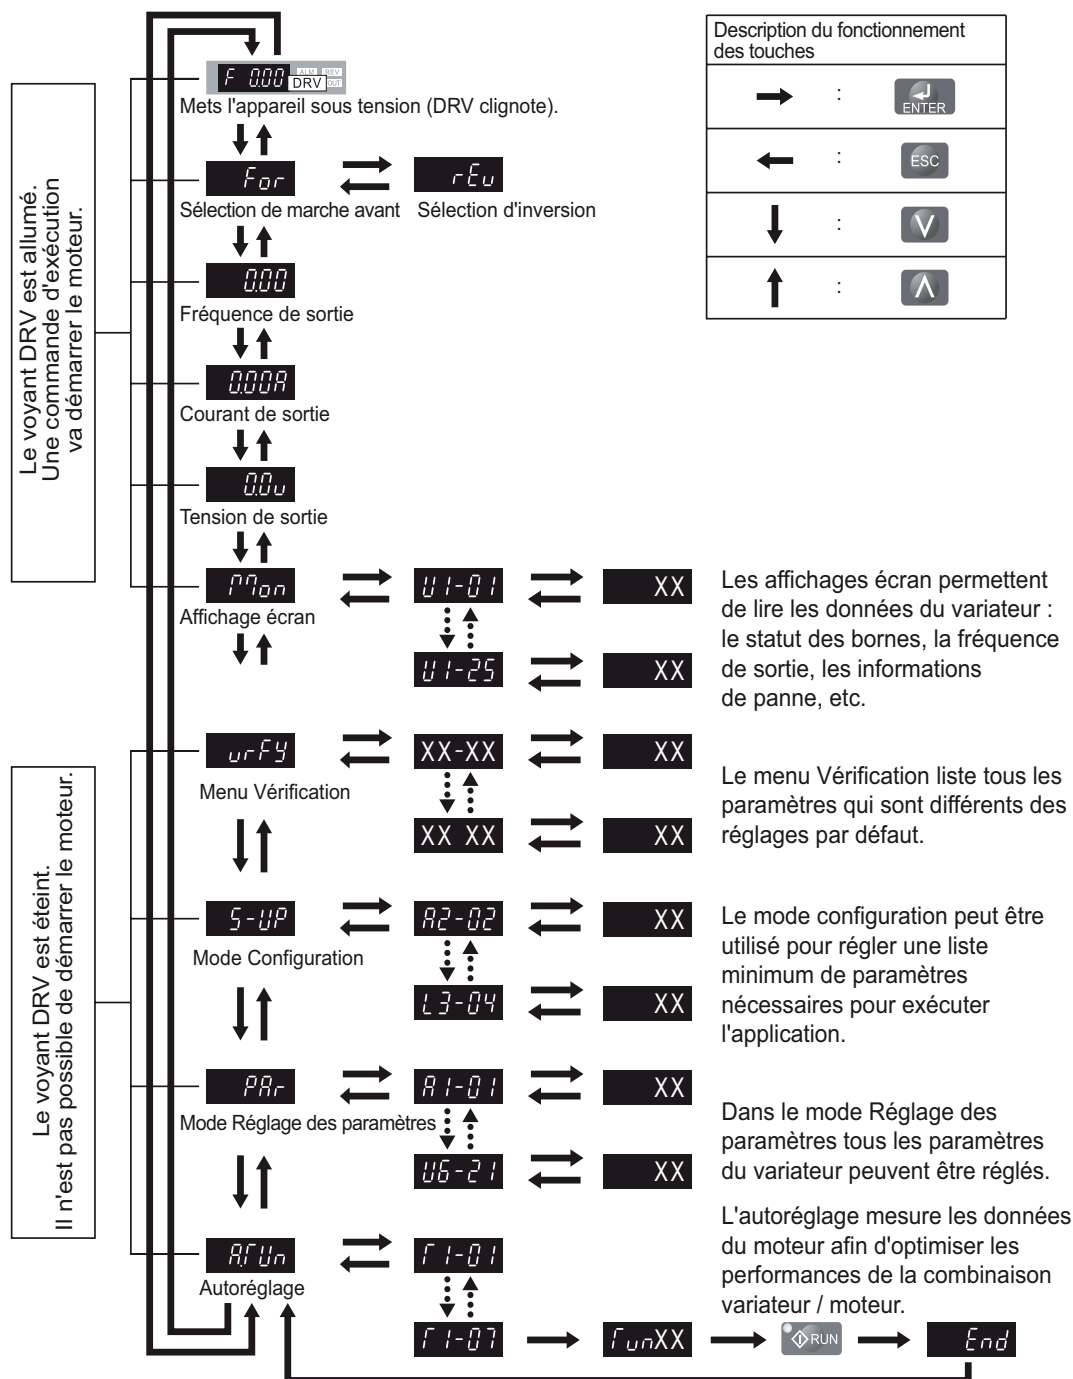 Description du fonctionnement
des touches
: ENTER
: ESC
:
:
Le voyant DRV est allumé.
Une commande d'exécution
va démarrer le moteur.
F 0.00 ALM REV DRV OUT
Mets l'appareil sous tension (DRV clignote).
For rEv
Sélection de marche avant Sélection d'inversion
0.00
Fréquence de sortie
0.00A
Courant de sortie
0.0v
Tension de sortie
Mon U1-01 XX
Affichage écran
U1-25 XX
Les affichages écran permettent
de lire les données du variateur :
le statut des bornes, la fréquence
de sortie, les informations
de panne, etc.
Le voyant DRV est éteint.
Il n'est pas possible de démarrer le moteur.
vrFY XX-XX XX
Menu Vérification
XX XX XX
Le menu Vérification liste tous les
paramètres qui sont différents des
réglages par défaut.
S-UP A2-02 XX
Mode Configuration
L3-04 XX
Le mode configuration peut être
utilisé pour régler une liste
minimum de paramètres
nécessaires pour exécuter
l'application.
PAr A1-01 XX
Mode Réglage des paramètres
U6-21 XX
Dans le mode Réglage des
paramètres tous les paramètres
du variateur peuvent être réglés.
A.TUn T1-01
Autoréglage
L'autoréglage mesure les données
du moteur afin d'optimiser les
performances de la combinaison
variateur / moteur.
T1-07 TunXX RUN End